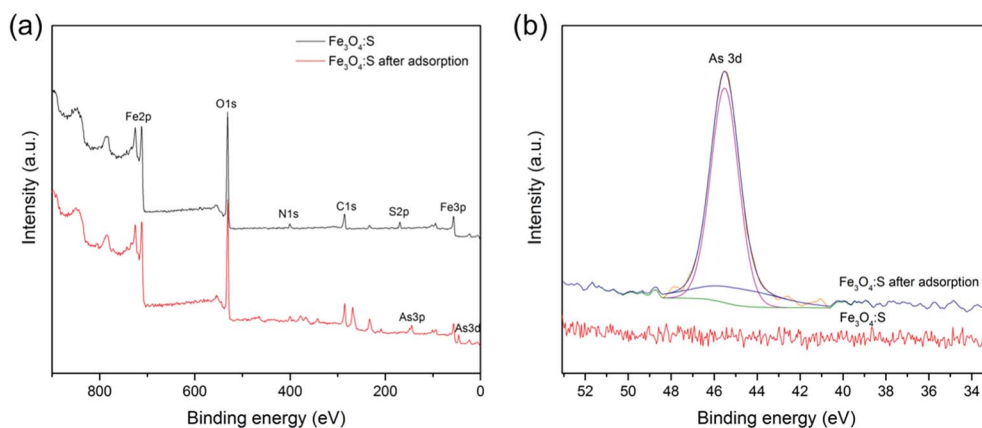 (a)
Fe₃O₄:S
Fe₃O₄:S after adsorption
O1s
Fe2p
N1s
C1s
S2p
Fe3p
As3p
As3d
Intensity (a.u.)
800 600 400 200 0
Binding energy (eV)
(b)
As 3d
Fe₃O₄:S after adsorption
Fe₃O₄:S
Intensity (a.u.)
52 50 48 46 44 42 40 38 36 34
Binding energy (eV)